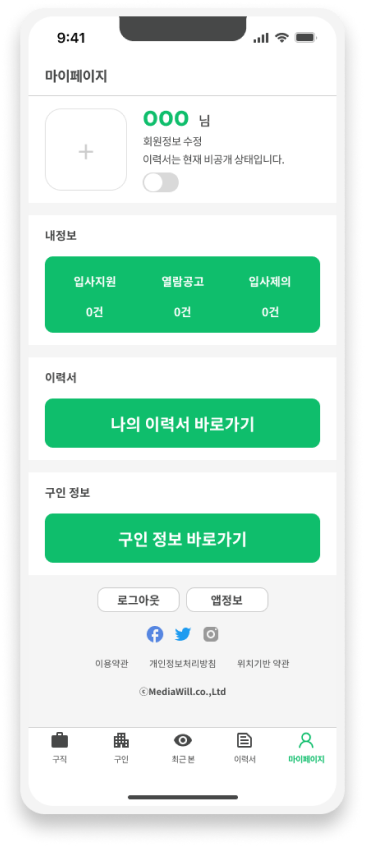 9:41
마이페이지
OOO 님
회원정보 수정
이력서는 현재 비공개 상태입니다.
내정보
입사지원 열람공고 입사제의
0건 0건 0건
이력서
나의 이력서 바로가기
구인 정보
구인 정보 바로가기
로그아웃 앱정보
이용약관 개인정보처리방침 위치기반 약관
ⓒMediaWill.co.,Ltd
구직 구인 최근 본 이력서 마이페이지